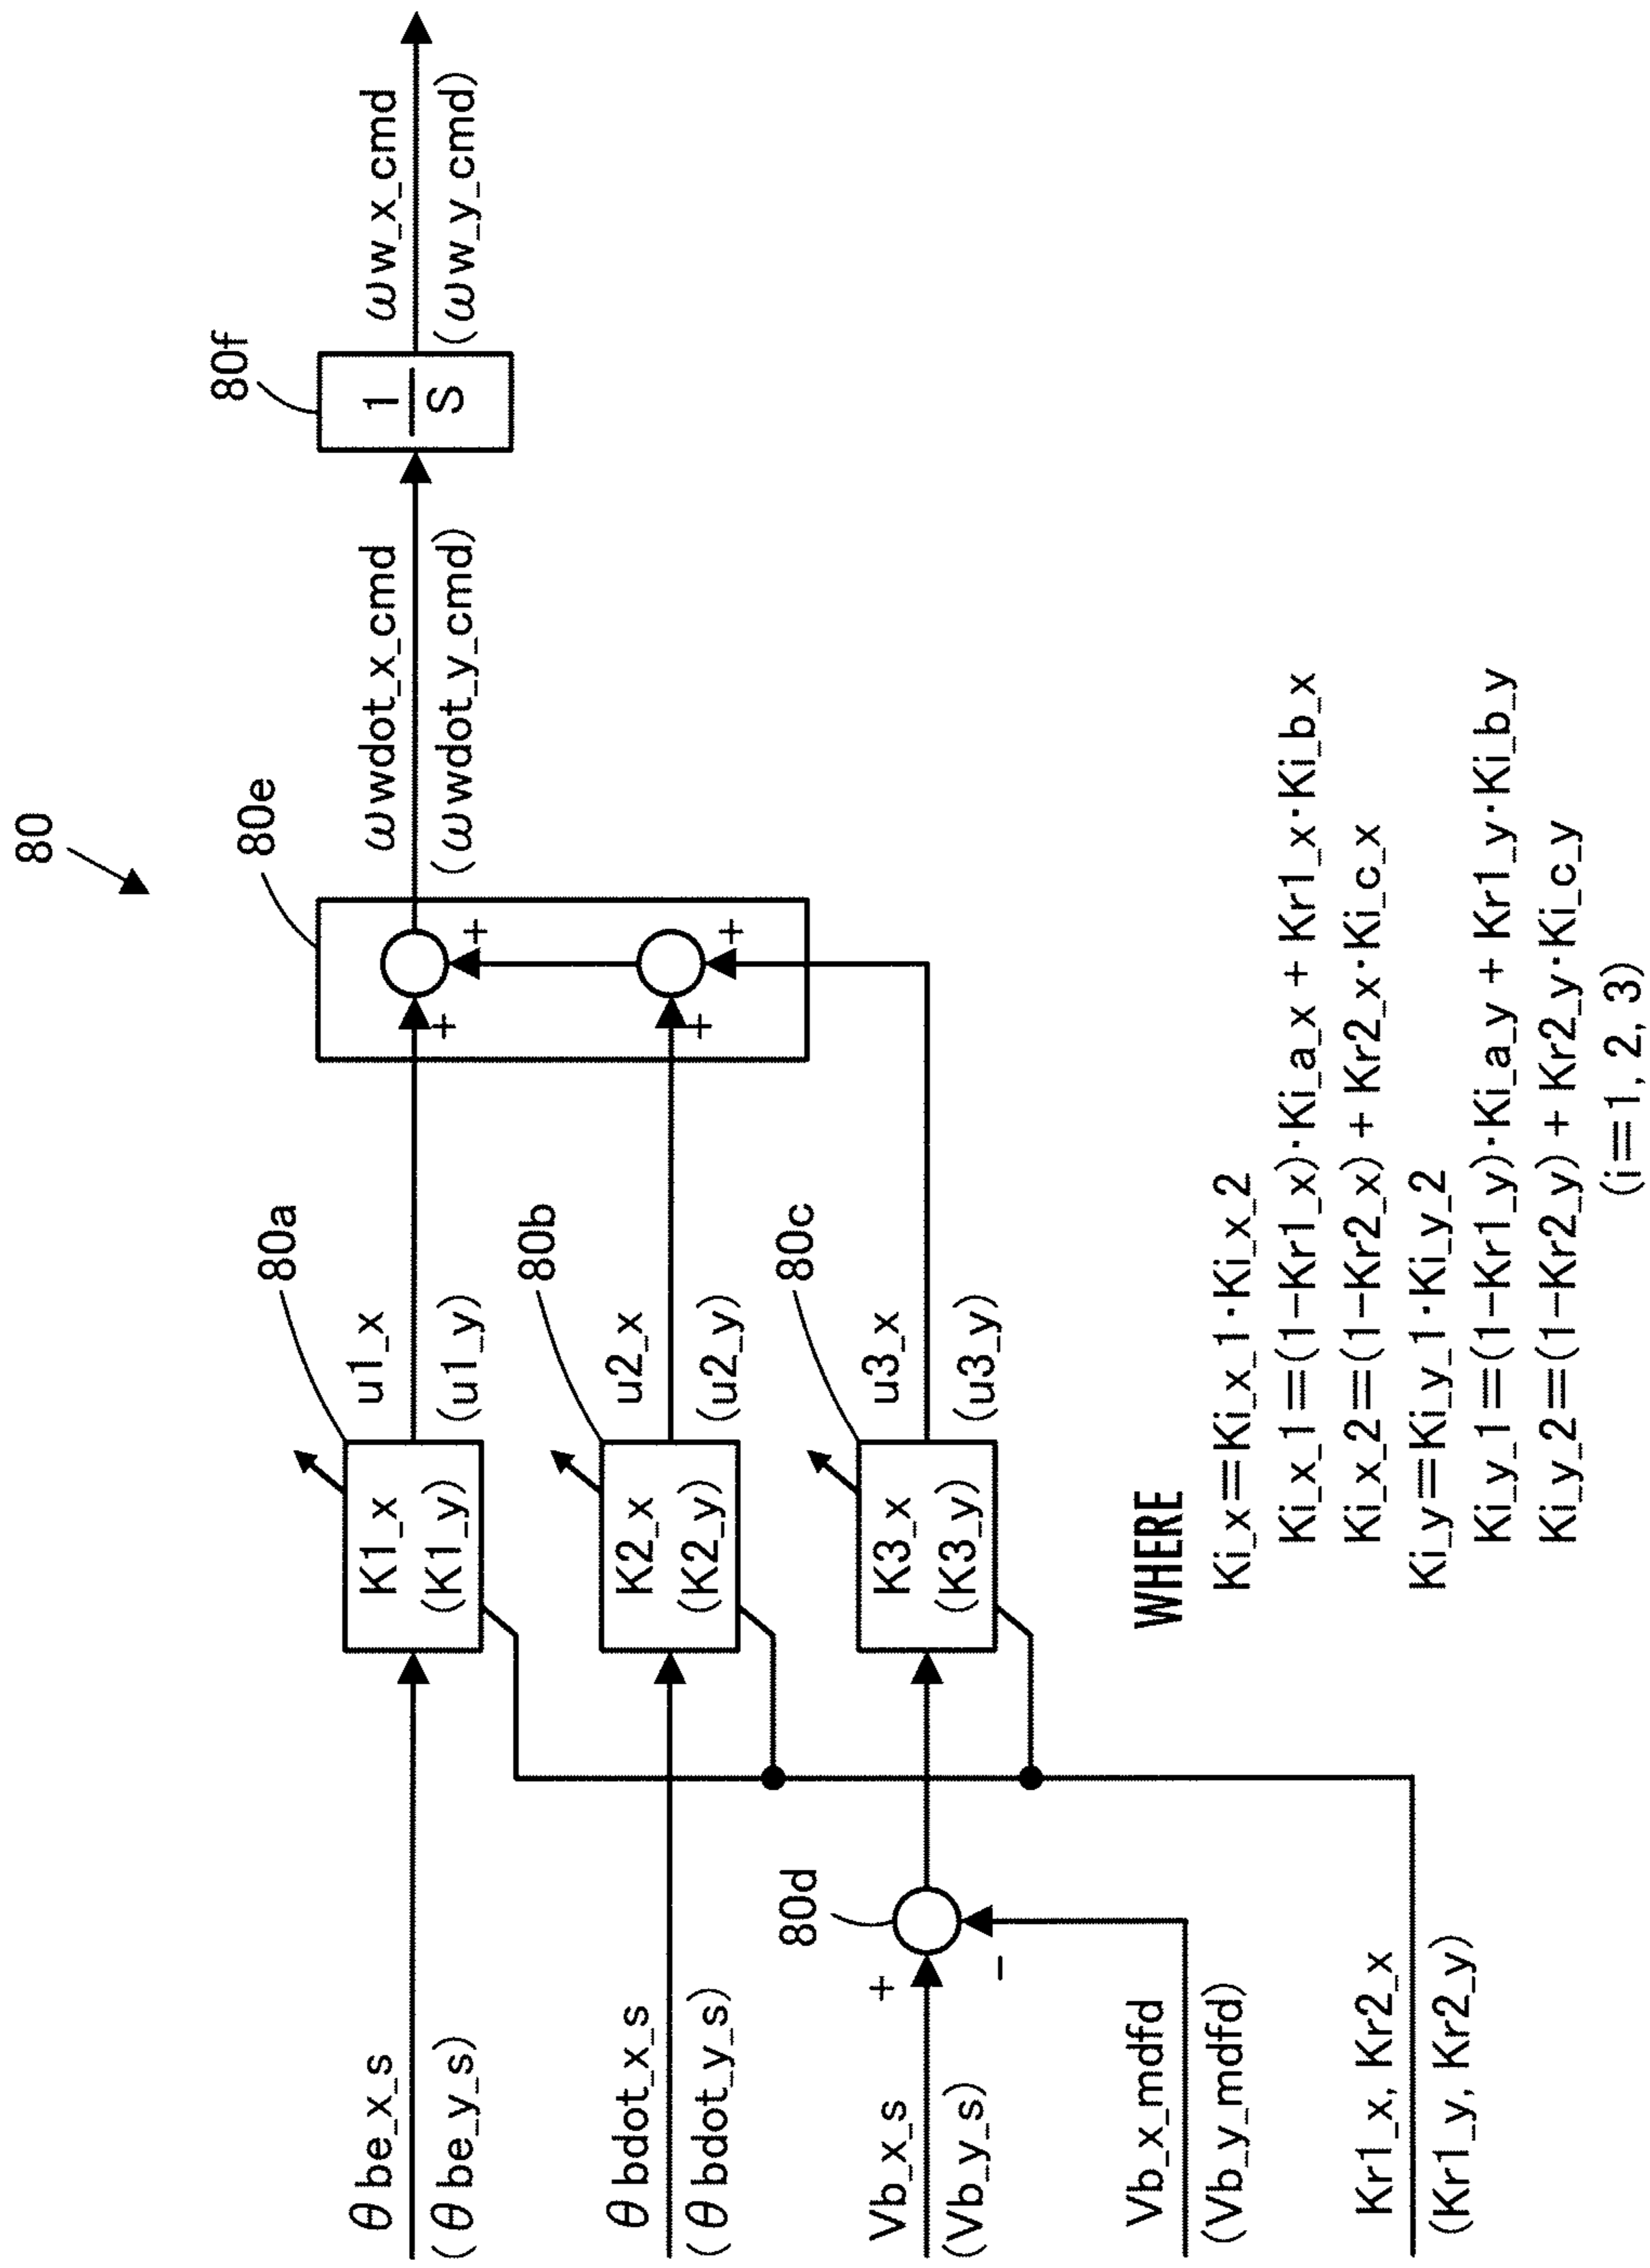 80
θbe_x_s
(θbe_y_s)
K1_x
(K1_y)
80a
u1_x
(u1_y)
+
+
80e
ωwdot_x_cmd
(ωwdot_y_cmd)
1
S
80f
ωw_x_cmd
(ωw_y_cmd)
θbdot_x_s
(θbdot_y_s)
K2_x
(K2_y)
80b
u2_x
(u2_y)
+
+
Vb_x_s
(Vb_y_s)
+
-
80d
K3_x
(K3_y)
80c
u3_x
(u3_y)
Vb_x_mdfd
(Vb_y_mdfd)
Kr1_x, Kr2_x
(Kr1_y, Kr2_y)
WHERE
Ki_x=Ki_x_1·Ki_x_2
Ki_x_1=(1-Kr1_x)·Ki_a_x + Kr1_x·Ki_b_x
Ki_x_2=(1-Kr2_x) + Kr2_x·Ki_c_x
Ki_y=Ki_y_1·Ki_y_2
Ki_y_1=(1-Kr1_y)·Ki_a_y + Kr1_y·Ki_b_y
Ki_y_2=(1-Kr2_y) + Kr2_y·Ki_c_y
(i=1, 2, 3)